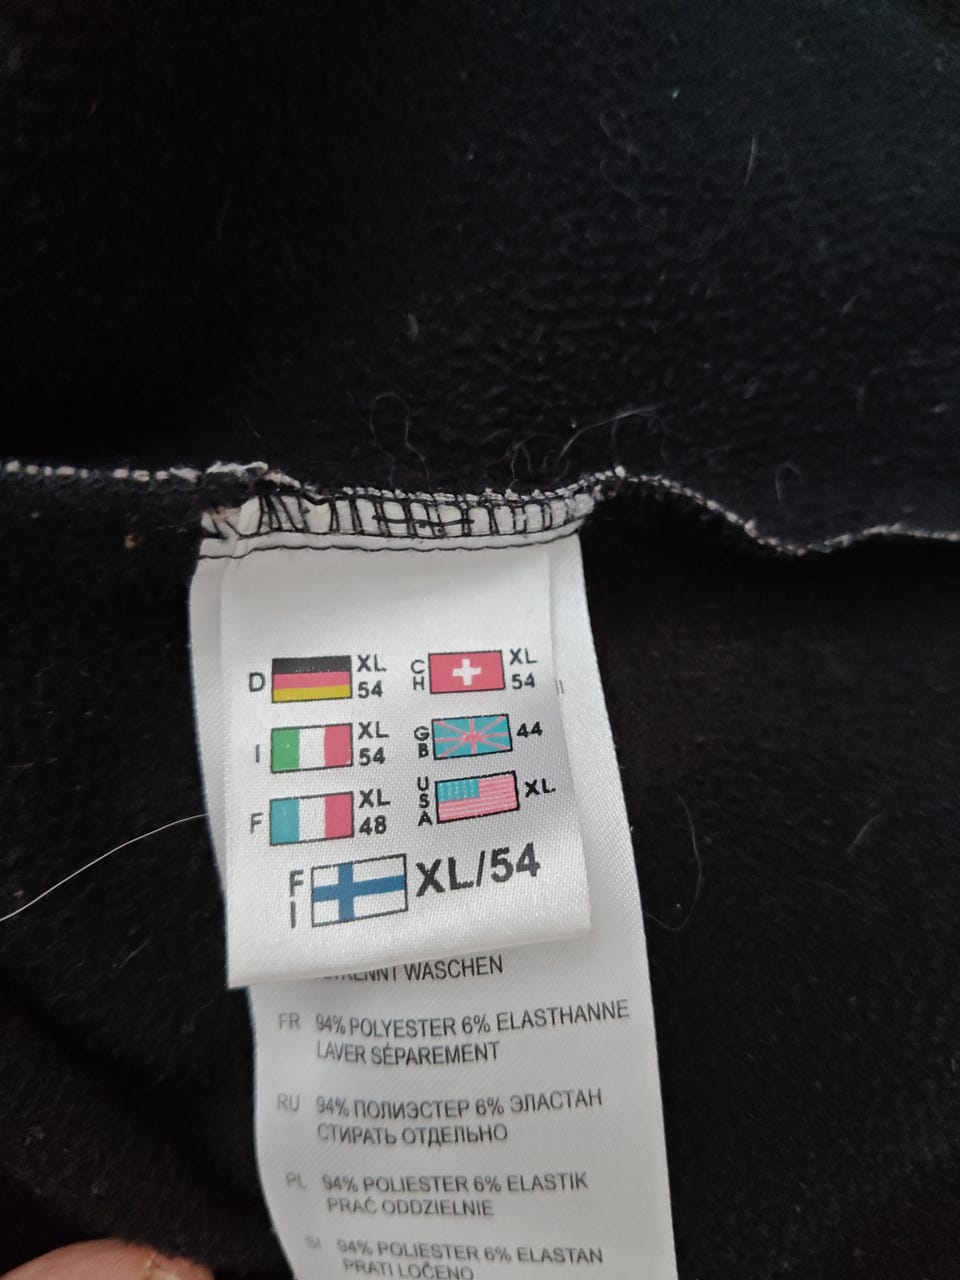 D XL 54
CH XL 54
I XL 54
GB 44
F XL 48
USA XL
FI XL/54
WASCHEN
FR 94% POLYESTER 6% ELASTHANNE
LAVER SÉPAREMENT
RU 94% ПОЛИЭСТЕР 6% ЭЛАСТАН
СТИРАТЬ ОТДЕЛЬНО
PL 94% POLIESTER 6% ELASTIK
PRAĆ ODDZIELNIE
SI 94% POLIESTER 6% ELASTAN
PRATI LOČENO